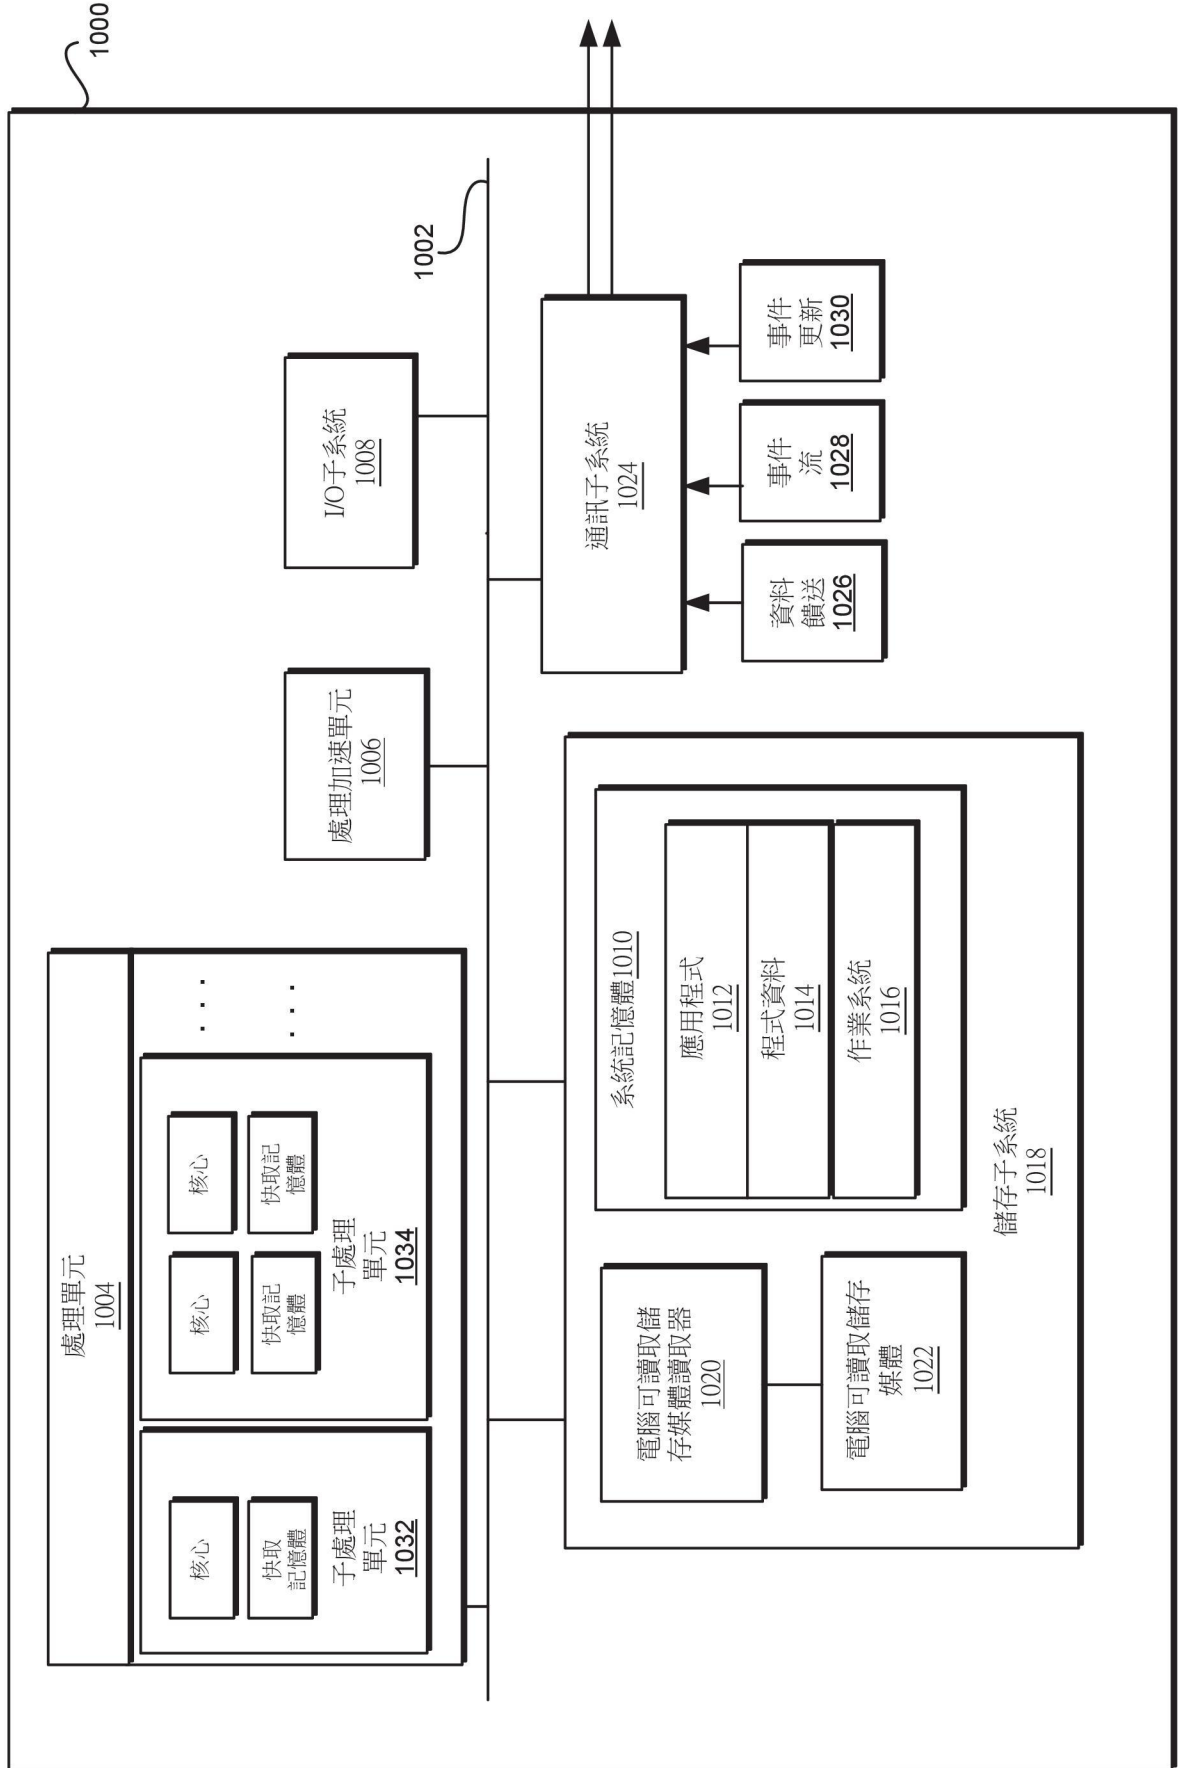 1000
處理單元
1004
核心
快取
記憶體
子處理
單元
1032
核心
快取記
憶體
核心
快取記
憶體
子處理
單元
1034
. . .
. . .
處理加速單元
1006
I/O子系統
1008
1002
電腦可讀取儲
存媒體讀取器
1020
電腦可讀取儲存
媒體
1022
系統記憶體1010
應用程式
1012
程式資料
1014
作業系統
1016
儲存子系統
1018
通訊子系統
1024
資料
饋送
1026
事件
流
1028
事件
更新
1030